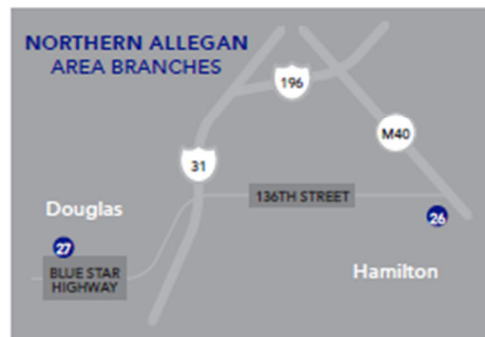 NORTHERN ALLEGAN
AREA BRANCHES
196
M40
31
136TH STREET
Douglas
26
27
BLUE STAR
HIGHWAY
Hamilton